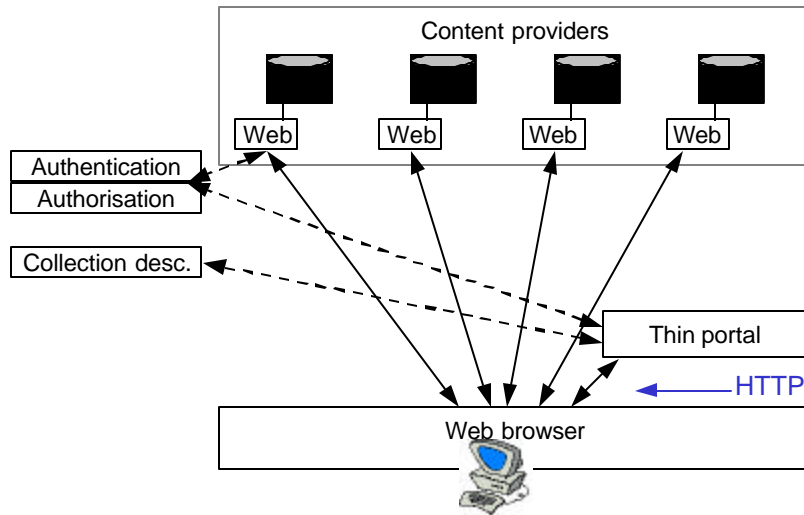 Content providers
Web
Web
Web
Web
Authentication
Authorisation
Collection desc.
Thin portal
HTTP
Web browser